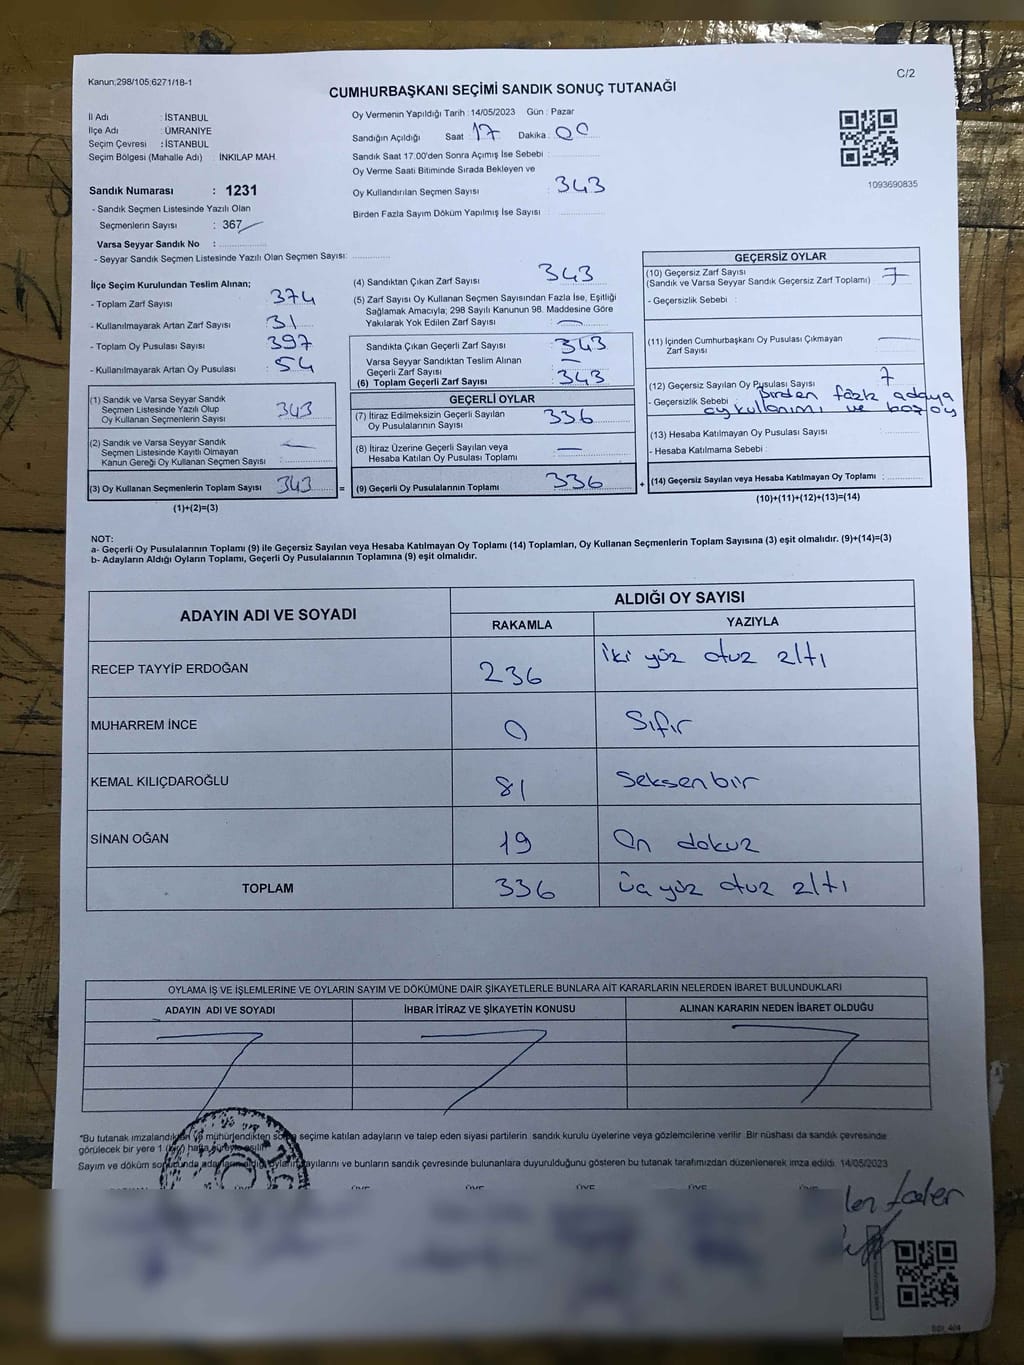 Kanun;298/105;6271/18-1
C/2
CUMHURBAŞKANI SEÇİMİ SANDIK SONUÇ TUTANAĞI
İl Adı : İSTANBUL
İlçe Adı : ÜMRANİYE
Seçim Çevresi : İSTANBUL
Seçim Bölgesi (Mahalle Adı) : İNKILAP MAH.
Sandık Numarası : 1231
- Sandık Seçmen Listesinde Yazılı Olan
Seçmenlerin Sayısı : 367
Varsa Seyyar Sandık No :
- Seyyar Sandık Seçmen Listesinde Yazılı Olan Seçmen Sayısı:
Oy Vermenin Yapıldığı Tarih : 14/05/2023 Gün : Pazar
Sandığın Açıldığı Saat 17 Dakika 00
Sandık Saat 17.00'den Sonra Açımış İse Sebebi :
Oy Verme Saati Bitiminde Sırada Bekleyen ve
Oy Kullandırılan Seçmen Sayısı : 343
Birden Fazla Sayım Döküm Yapılmış İse Sayısı :
1093690835
İlçe Seçim Kurulundan Teslim Alınan;
- Toplam Zarf Sayısı 374
- Kullanılmayarak Artan Zarf Sayısı 31
- Toplam Oy Pusulası Sayısı 397
- Kullanılmayarak Artan Oy Pusulası 54
(1) Sandık ve Varsa Seyyar Sandık
Seçmen Listesinde Yazılı Olup
Oy Kullanan Seçmenlerin Sayısı 343
(2) Sandık ve Varsa Seyyar Sandık
Seçmen Listesinde Kayıtlı Olmayan
Kanun Gereği Oy Kullanan Seçmen Sayısı
(3) Oy Kullanan Seçmenlerin Toplam Sayısı 343 =
(1)+(2)=(3)
(4) Sandıktan Çıkan Zarf Sayısı 343
(5) Zarf Sayısı Oy Kullanan Seçmen Sayısından Fazla İse, Eşitliği
Sağlamak Amacıyla; 298 Sayılı Kanunun 98. Maddesine Göre
Yakılarak Yok Edilen Zarf Sayısı
Sandıkta Çıkan Geçerli Zarf Sayısı 343
Varsa Seyyar Sandıktan Teslim Alınan
Geçerli Zarf Sayısı
(6) Toplam Geçerli Zarf Sayısı 343
GEÇERLİ OYLAR
(7) İtiraz Edilmeksizin Geçerli Sayılan
Oy Pusulalarının Sayısı 336
(8) İtiraz Üzerine Geçerli Sayılan veya
Hesaba Katılan Oy Pusulası Toplamı
(9) Geçerli Oy Pusulalarının Toplamı 336 +
GEÇERSİZ OYLAR
(10) Geçersiz Zarf Sayısı
(Sandık ve Varsa Seyyar Sandık Geçersiz Zarf Toplamı) 7
- Geçersizlik Sebebi :
(11) İçinden Cumhurbaşkanı Oy Pusulası Çıkmayan
Zarf Sayısı
(12) Geçersiz Sayılan Oy Pusulası Sayısı 7
- Geçersizlik Sebebi birden fazla adaya
oy kullanımı ve boş oy
(13) Hesaba Katılmayan Oy Pusulası Sayısı
- Hesaba Katılmama Sebebi :
(14) Geçersiz Sayılan veya Hesaba Katılmayan Oy Toplamı :
(10)+(11)+(12)+(13)=(14)
NOT:
a- Geçerli Oy Pusulalarının Toplamı (9) ile Geçersiz Sayılan veya Hesaba Katılmayan Oy Toplamı (14) Toplamları, Oy Kullanan Seçmenlerin Toplam Sayısına (3) eşit olmalıdır. (9)+(14)=(3)
b- Adayların Aldığı Oyların Toplamı, Geçerli Oy Pusulalarının Toplamına (9) eşit olmalıdır.
ADAYIN ADI VE SOYADI
ALDIĞI OY SAYISI
RAKAMLA YAZIYLA
RECEP TAYYİP ERDOĞAN 236 İki yüz otuz altı
MUHARREM İNCE 0 Sıfır
KEMAL KILIÇDAROĞLU 81 Seksenbir
SİNAN OĞAN 19 On dokuz
TOPLAM 336 Üç yüz otuz altı
OYLAMA İŞ VE İŞLEMLERİNE VE OYLARIN SAYIM VE DÖKÜMÜNE DAİR ŞİKAYETLERLE BUNLARA AİT KARARLARIN NELERDEN İBARET BULUNDUKLARI
ADAYIN ADI VE SOYADI İHBAR İTİRAZ VE ŞİKAYETİN KONUSU ALINAN KARARIN NEDEN İBARET OLDUĞU
"Bu tutanak imzalandıktan ve mühürlendikten sonra seçime katılan adayların ve talep eden siyasi partilerin sandık kurulu üyelerine veya gözlemcilerine verilir. Bir nüshası da sandık çevresinde
görülecek bir yere 1 hafta süreyle asılır
Sayım ve döküm sonucunda sayılarını ve bunların sandık çevresinde bulunanlara duyurulduğunu gösteren bu tutanak tarafımızdan düzenlenerek imza edildi. 14/05/2023
ÜYE ÜYE ÜYE ÜYE ÜYE